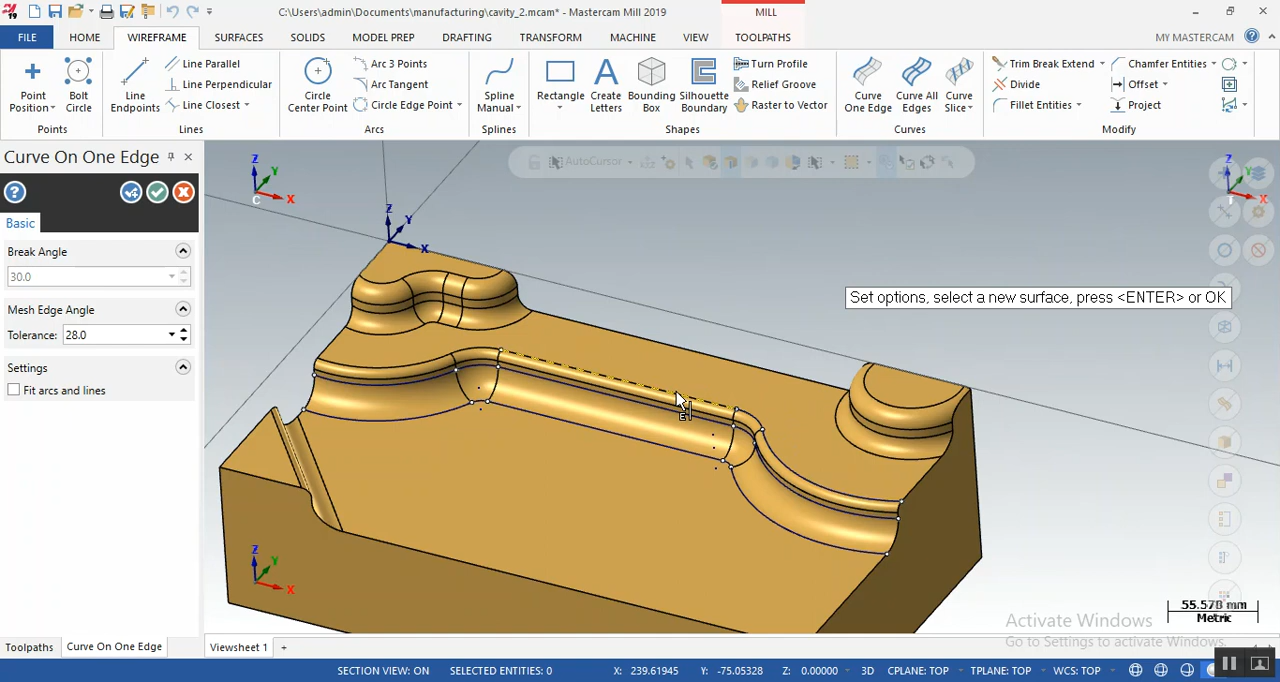 19 C:\Users\admin\Documents\manufacturing\cavity_2.mcam* - Mastercam Mill 2019 MILL
FILE HOME WIREFRAME SURFACES SOLIDS MODEL PREP DRAFTING TRANSFORM MACHINE VIEW TOOLPATHS MY MASTERCAM
Point Position
Bolt Circle
Points
Line Endpoints
Line Parallel
Line Perpendicular
Line Closest
Lines
Circle Center Point
Arc 3 Points
Arc Tangent
Circle Edge Point
Arcs
Spline Manual
Splines
Rectangle
Create Letters
Bounding Box
Silhouette Boundary
Turn Profile
Relief Groove
Raster to Vector
Shapes
Curve One Edge
Curve All Edges
Curve Slice
Curves
Trim Break Extend
Divide
Fillet Entities
Chamfer Entities
Offset
Project
Modify
Curve On One Edge
Basic
Break Angle
30.0
Mesh Edge Angle
Tolerance: 28.0
Settings
Fit arcs and lines
AutoCursor
Z
Y
X
C
Z
Y
X
T
Z
Y
X
Set options, select a new surface, press <ENTER> or OK
Z
Y
X
55.578 mm
Metric
Activate Windows
Go to Settings to activate Windows.
Toolpaths Curve On One Edge Viewsheet 1 +
SECTION VIEW: ON SELECTED ENTITIES: 0 X: 239.61945 Y: -75.05328 Z: 0.00000 3D CPLANE: TOP TPLANE: TOP WCS: TOP